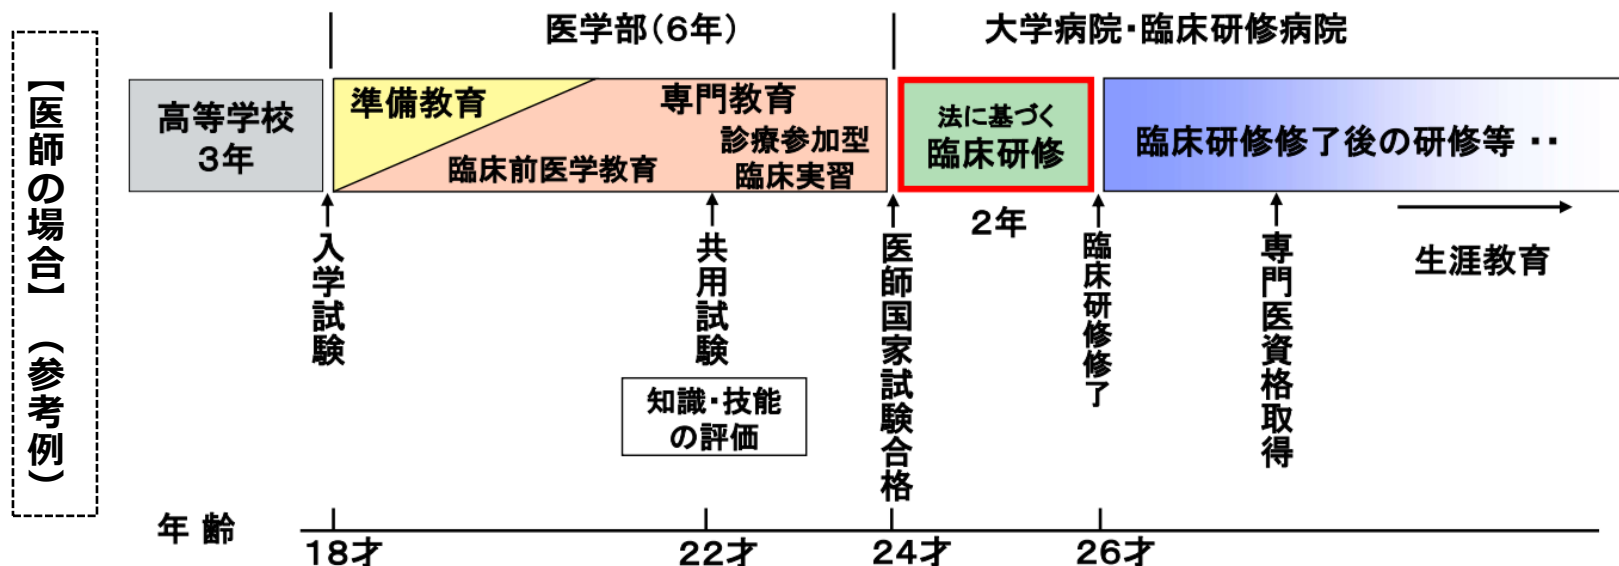 【医師の場合】（参考例）
医学部（６年）
大学病院・臨床研修病院
高等学校
３年
準備教育
専門教育
臨床前医学教育
診療参加型
臨床実習
法に基づく
臨床研修
臨床研修修了後の研修等 ・・
２年
入学試験
共用試験
医師国家試験合格
臨床研修修了
専門医資格取得
生涯教育
知識・技能
の評価
年 齢
18才
22才
24才
26才